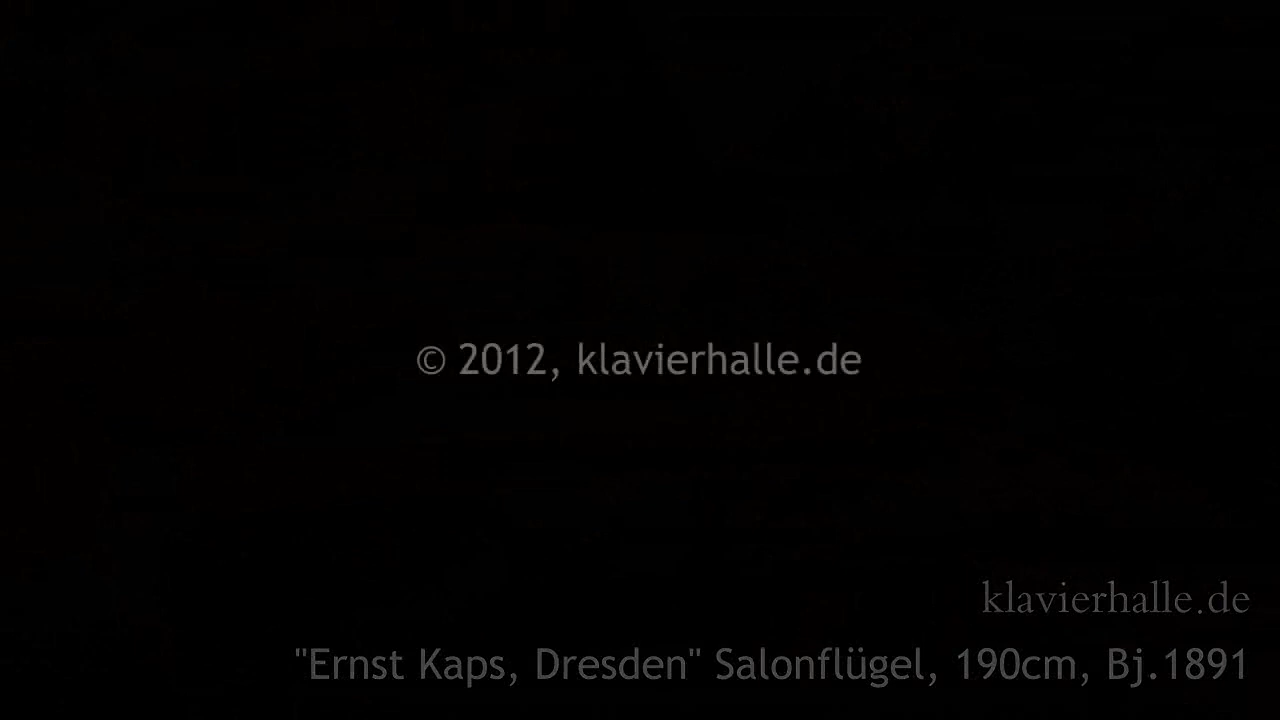 © 2012, klavierhalle.de
klavierhalle.de
"Ernst Kaps, Dresden" Salonflügel, 190cm, Bj.1891